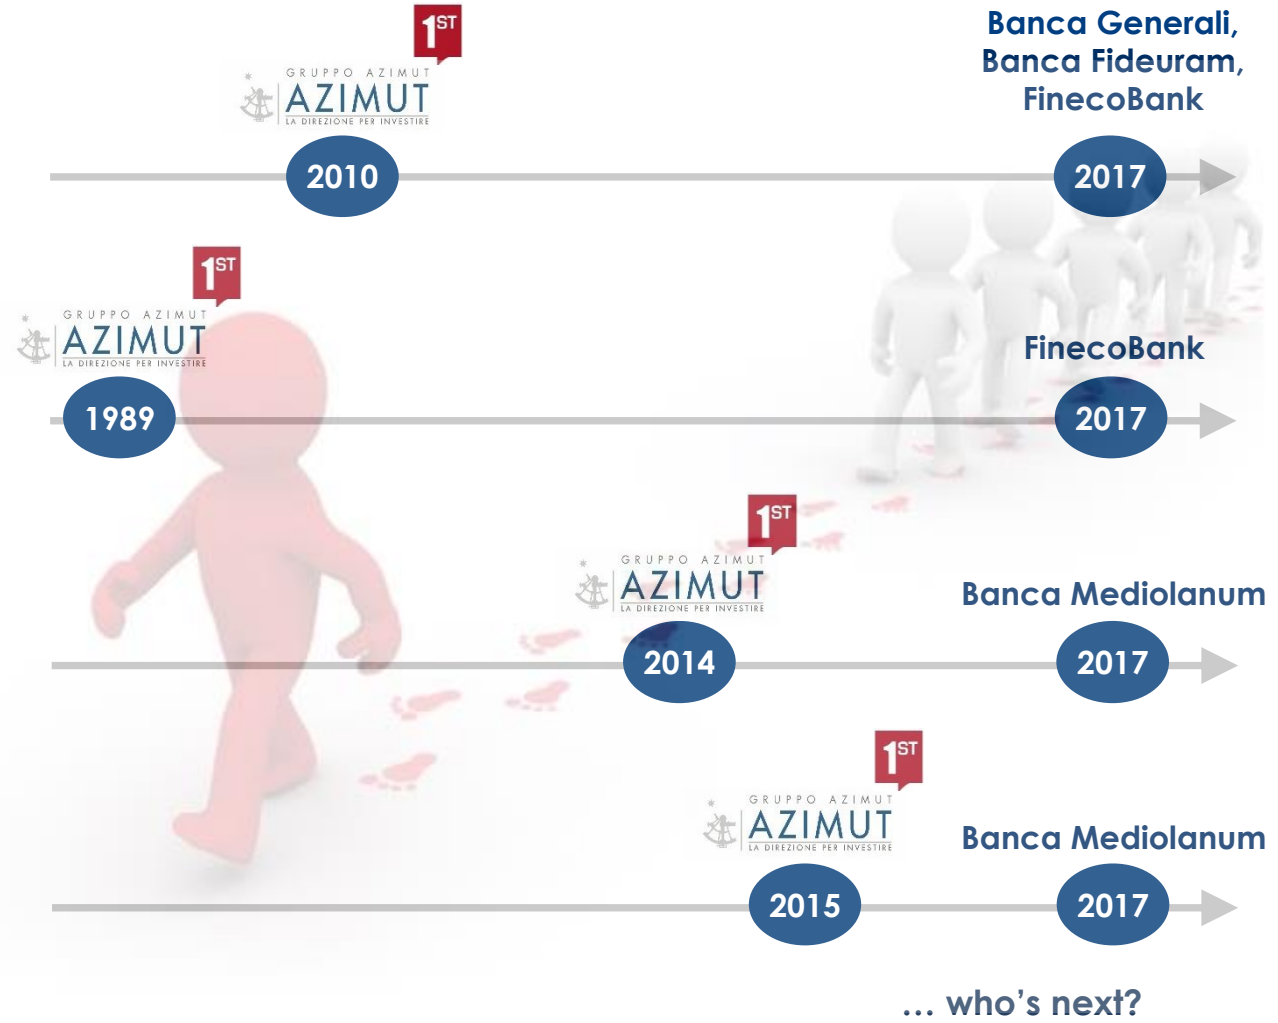 1ST
GRUPPO AZIMUT
AZIMUT
LA DIREZIONE PER INVESTIRE
Banca Generali,
Banca Fideuram,
FinecoBank
2010
2017
1ST
GRUPPO AZIMUT
AZIMUT
LA DIREZIONE PER INVESTIRE
FinecoBank
1989
2017
1ST
GRUPPO AZIMUT
AZIMUT
LA DIREZIONE PER INVESTIRE
Banca Mediolanum
2014
2017
1ST
GRUPPO AZIMUT
AZIMUT
LA DIREZIONE PER INVESTIRE
Banca Mediolanum
2015
2017
... who's next?